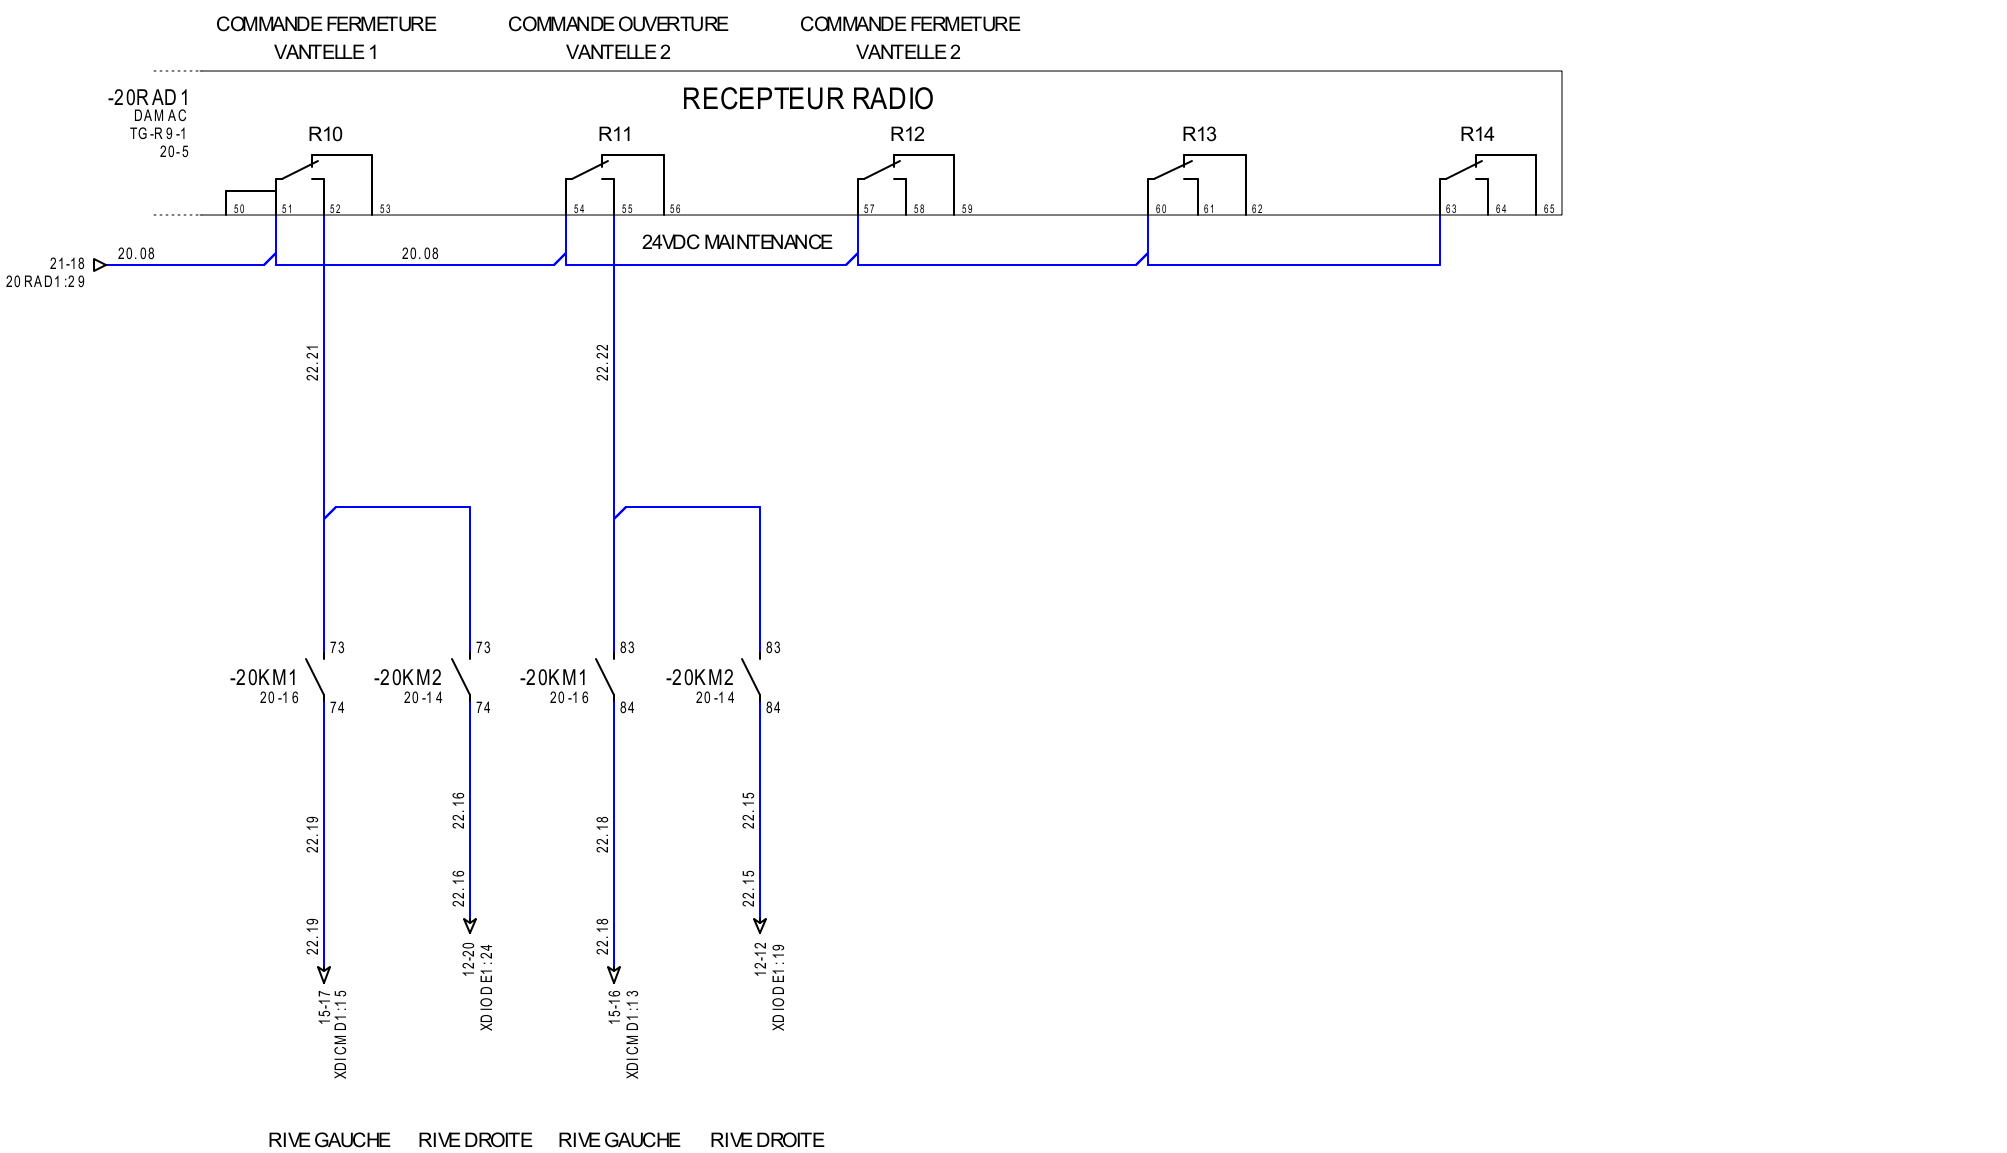 COMMANDE FERMETURE
VANTELLE 1
COMMANDE OUVERTURE
VANTELLE 2
COMMANDE FERMETURE
VANTELLE 2
-20RAD1
DAMAC
TG-R9-1
20-5
RECEPTEUR RADIO
R10
R11
R12
R13
R14
50
51
52
53
54
55
56
57
58
59
60
61
62
63
64
65
24VDC MAINTENANCE
21-18
20RAD1:29
20.08
20.08
22.21
22.22
73
-20KM1
20-16
74
73
-20KM2
20-14
74
83
-20KM1
20-16
84
83
-20KM2
20-14
84
22.19
22.16
22.18
22.15
22.19
22.16
22.18
22.15
15-17
XDICMD1:15
12-20
XDIODE1:24
15-16
XDICMD1:13
12-12
XDIODE1:19
RIVE GAUCHE
RIVE DROITE
RIVE GAUCHE
RIVE DROITE